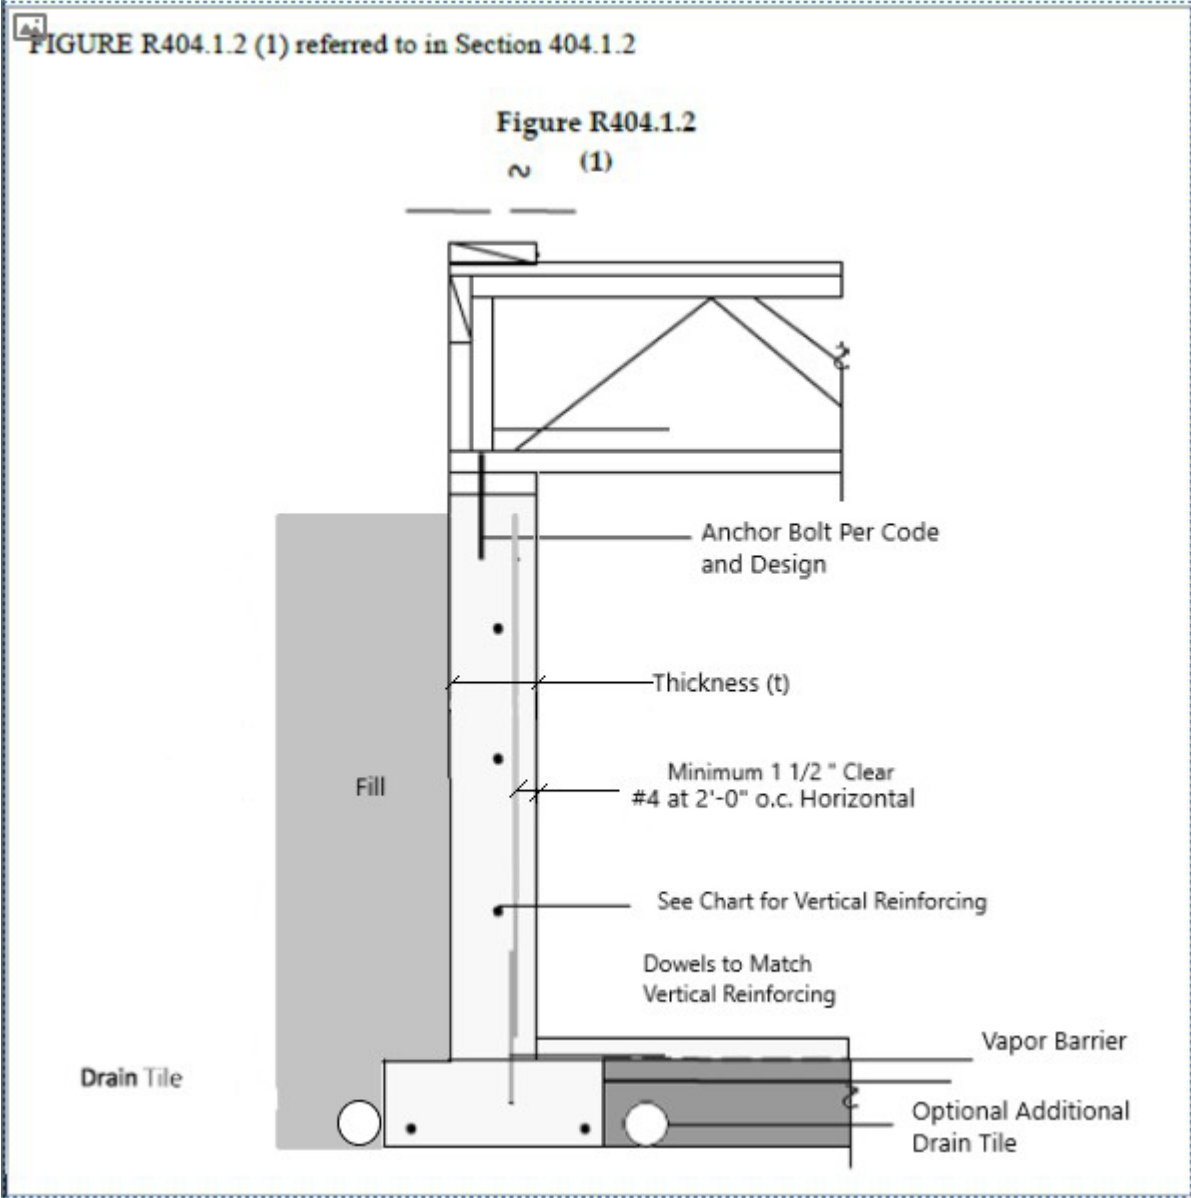 FIGURE R404.1.2 (1) referred to in Section 404.1.2
Figure R404.1.2
(1)
Anchor Bolt Per Code
and Design
Thickness (t)
Fill
Minimum 1 1/2 " Clear
#4 at 2'-0" o.c. Horizontal
See Chart for Vertical Reinforcing
Dowels to Match
Vertical Reinforcing
Vapor Barrier
Drain Tile
Optional Additional
Drain Tile